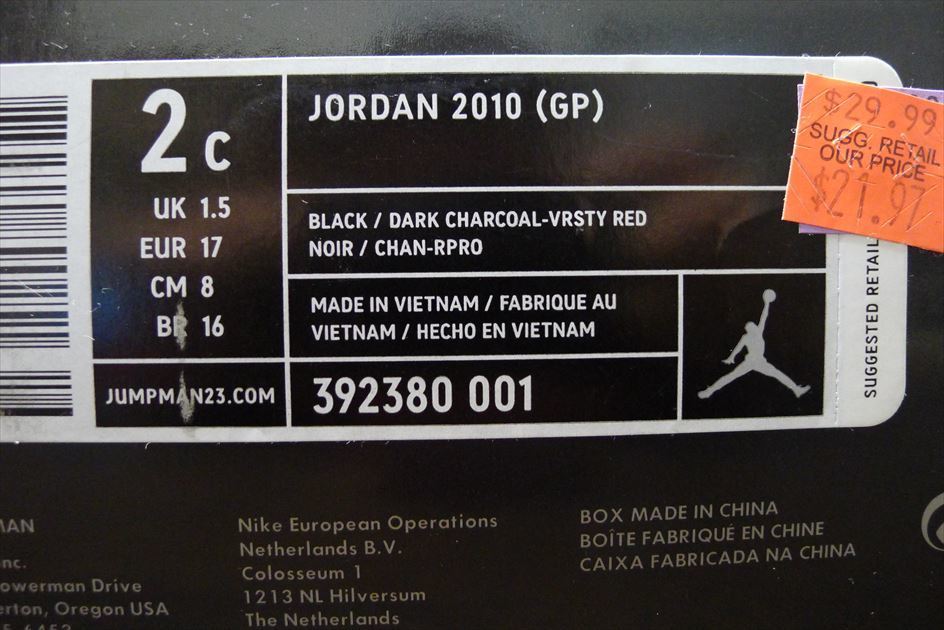 2 C
UK 1.5
EUR 17
CM 8
BR 16
JUMPMAN23.COM
JORDAN 2010 (GP)
BLACK / DARK CHARCOAL-VRSTY RED
NOIR / CHAN-RPRO
MADE IN VIETNAM / FABRIQUE AU
VIETNAM / HECHO EN VIETNAM
392380 001
$29.99
SUGG. RETAIL
OUR PRICE
$21.97
SUGGESTED RETAIL
Nike European Operations
Netherlands B.V.
Colosseum 1
1213 NL Hilversum
The Netherlands
BOX MADE IN CHINA
BOÎTE FABRIQUÉ EN CHINE
CAIXA FABRICADA NA CHINA
MAN
nc.
owerman Drive
erton, Oregon USA